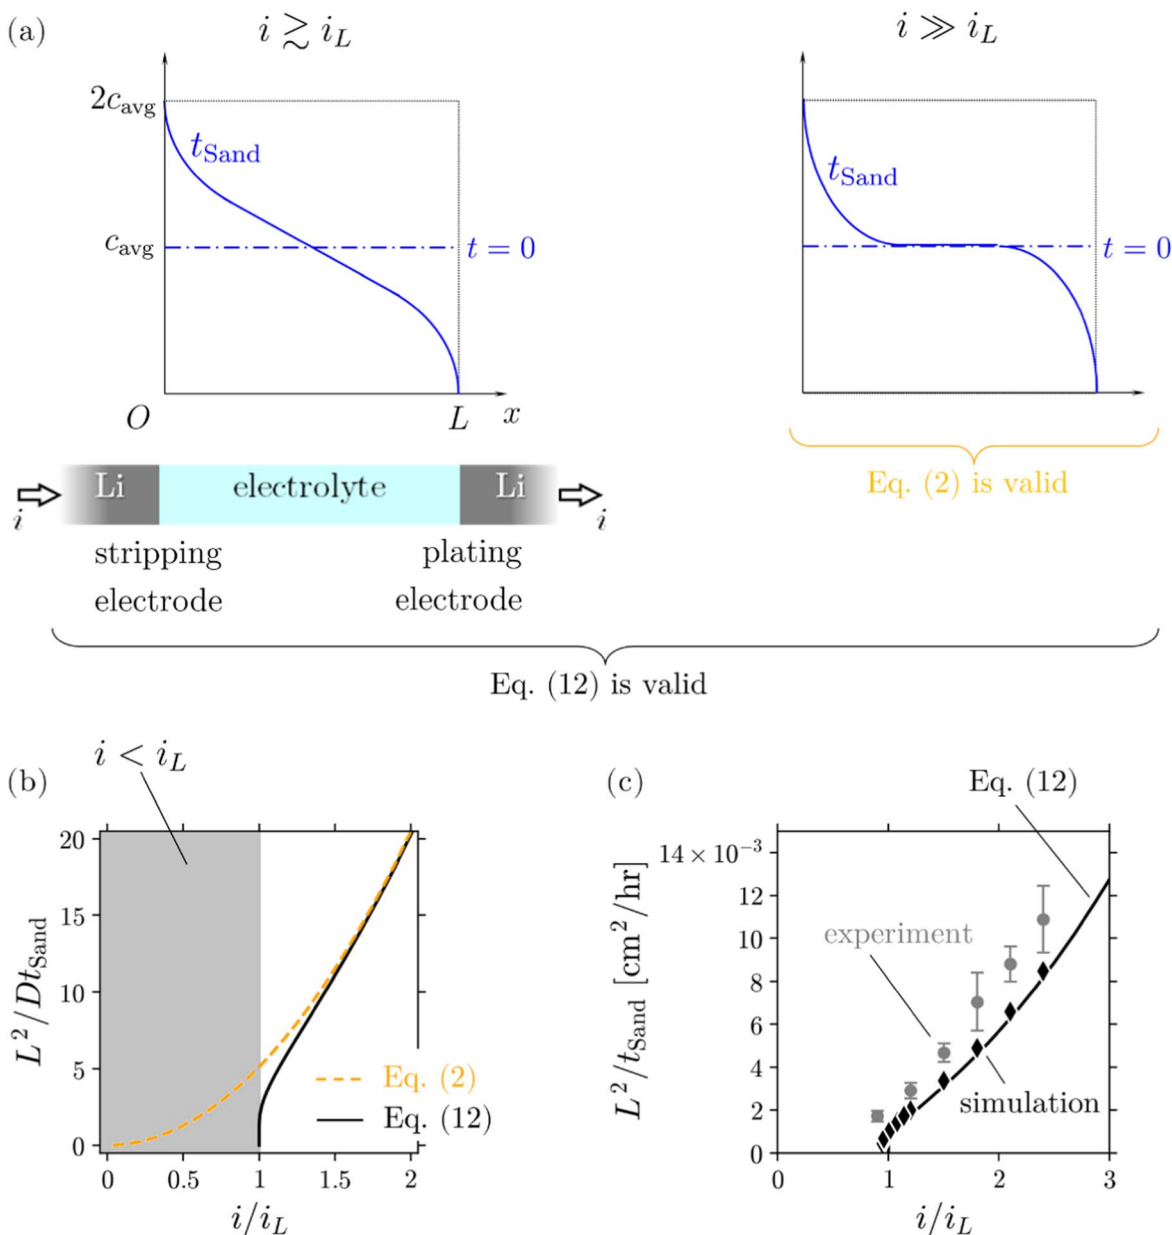 (a)
i ≳ i_L
i ≫ i_L
2c_avg
t_Sand
t_Sand
c_avg
t = 0
t = 0
O
L
x
Li
electrolyte
Li
i
i
Eq. (2) is valid
stripping
electrode
plating
electrode
Eq. (12) is valid
(b)
i < i_L
L²/Dt_Sand
20
15
10
5
0
Eq. (2)
Eq. (12)
0
0.5
1
1.5
2
i/i_L
(c)
Eq. (12)
L²/t_Sand [cm²/hr]
14 × 10⁻³
12
10
8
6
4
2
0
experiment
simulation
0
1
2
3
i/i_L